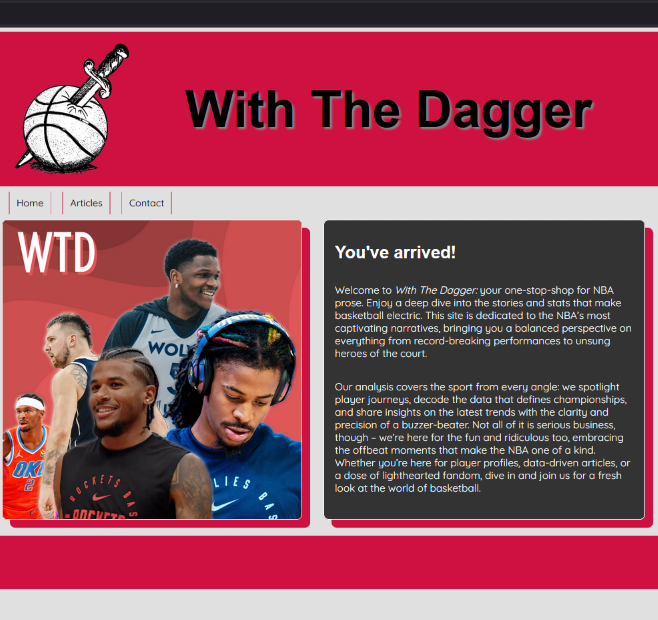 With The Dagger
Home
Articles
Contact
WTD
You've arrived!
Welcome to With The Dagger: your one-stop-shop for NBA
prose. Enjoy a deep dive into the stories and stats that make
basketball electric. This site is dedicated to the NBA's most
captivating narratives, bringing you a balanced perspective on
everything from record-breaking performances to unsung
heroes of the court.
Our analysis covers the sport from every angle: we spotlight
player journeys, decode the data that defines championships,
and share insights on the latest trends with the clarity and
precision of a buzzer-beater. Not all of it is serious business,
though – we're here for the fun and ridiculous too, embracing
the offbeat moments that make the NBA one of a kind.
Whether you're here for player profiles, data-driven articles, or
a dose of lighthearted fandom, dive in and join us for a fresh
look at the world of basketball.
WOL
OK
2
ROCKETS BAS
ROCKETS
LIES BAS